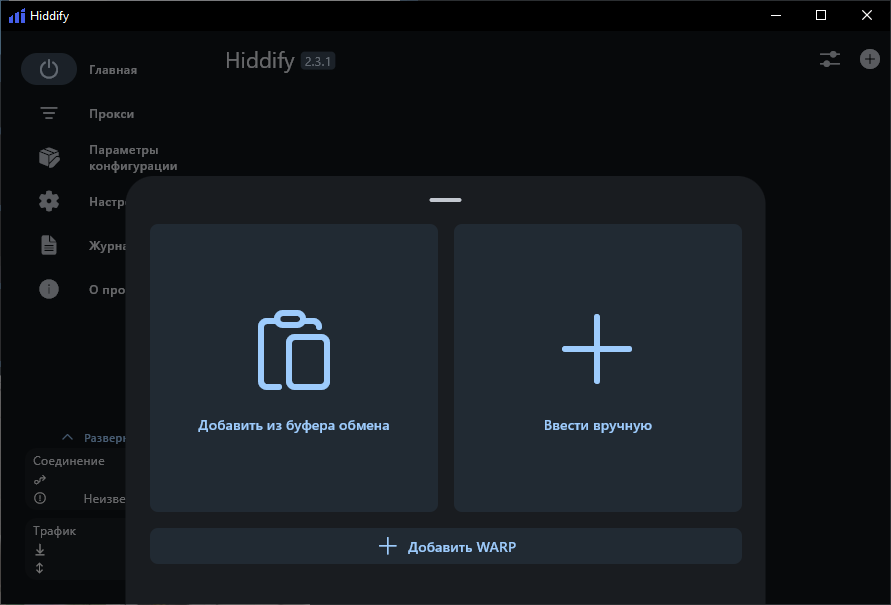 Hiddify
Главная
Hiddify 2.3.1
Прокси
Параметры
конфигурации
Настр
Журна
О про
Добавить из буфера обмена
Ввести вручную
Разверн
Соединение
Неизве
Трафик
Добавить WARP